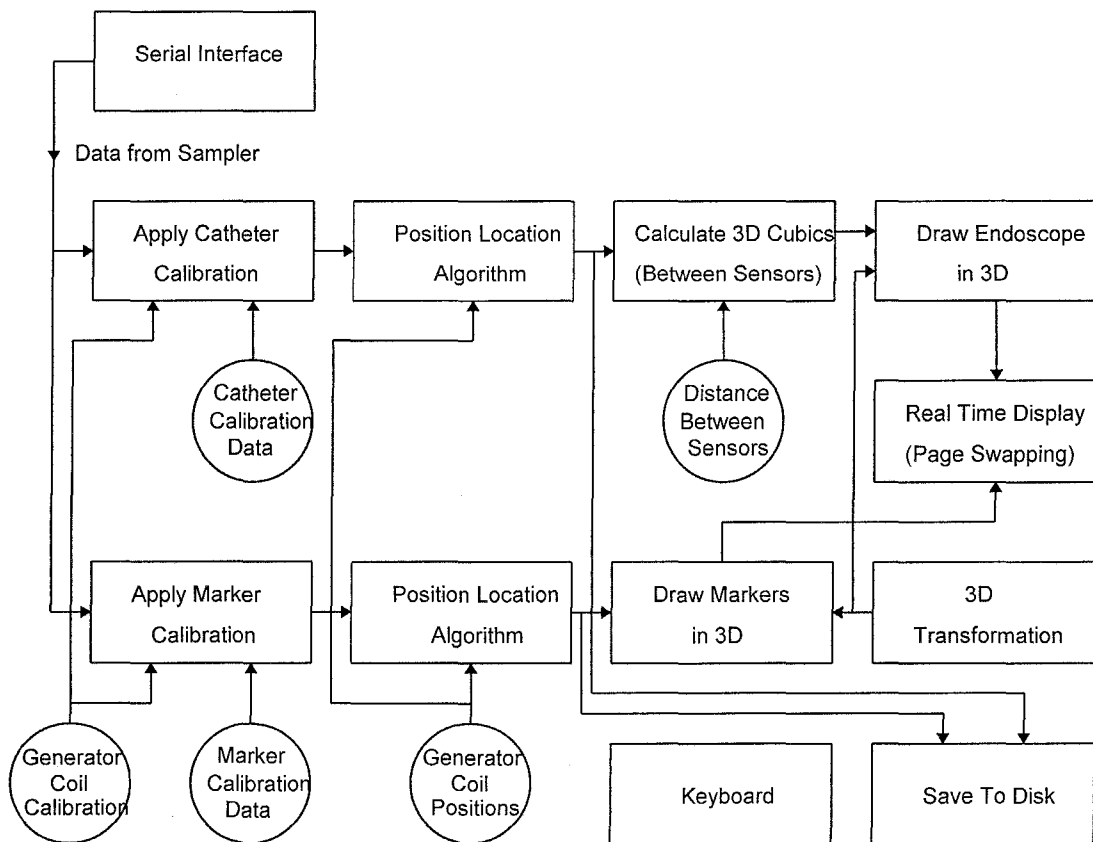 Serial Interface
Data from Sampler
Apply Catheter
Calibration
Position Location
Algorithm
Calculate 3D Cubics
(Between Sensors)
Draw Endoscope
in 3D
Catheter
Calibration
Data
Distance
Between
Sensors
Real Time Display
(Page Swapping)
Apply Marker
Calibration
Position Location
Algorithm
Draw Markers
in 3D
3D
Transformation
Generator
Coil
Calibration
Marker
Calibration
Data
Generator
Coil
Positions
Keyboard
Save To Disk